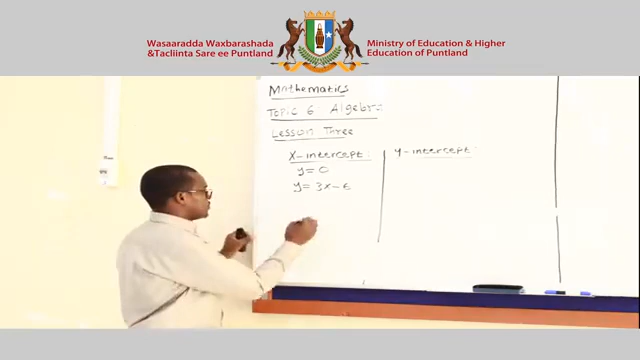 Wasaaradda Waxbarashada
&Tacliinta Sare ee Puntland
Ministry of Education & Higher
Education of Puntland
Mathematics
Topic 6 Algebra
Lesson Three
X-intercept:
y = 0
y = 3x - 6
y-intercept: